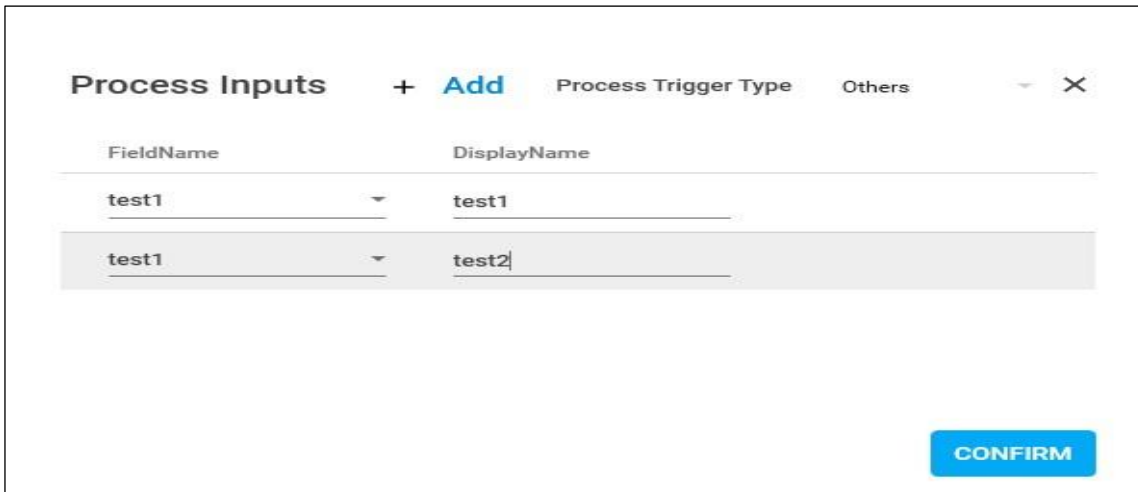 Process Inputs + Add Process Trigger Type Others ✕
FieldName DisplayName
test1 test1
test1 test2
CONFIRM